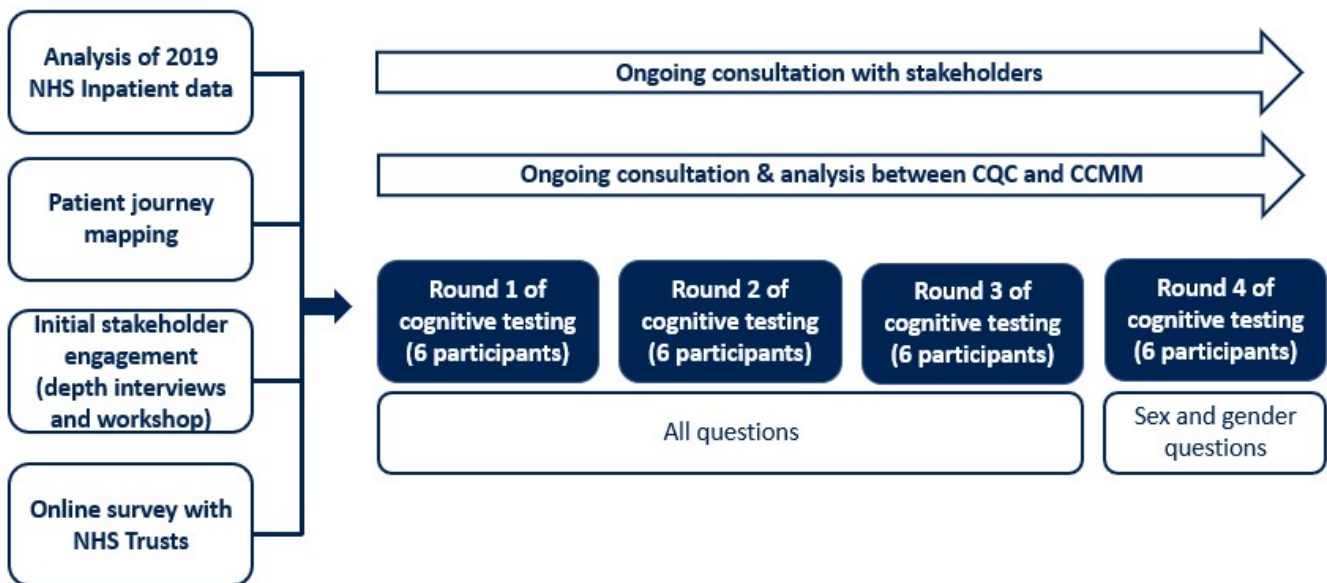 Analysis of 2019
NHS Inpatient data
Patient journey
mapping
Initial stakeholder
engagement
(depth interviews
and workshop)
Online survey with
NHS Trusts
Ongoing consultation with stakeholders
Ongoing consultation & analysis between CQC and CCMM
Round 1 of
cognitive testing
(6 participants)
Round 2 of
cognitive testing
(6 participants)
Round 3 of
cognitive testing
(6 participants)
Round 4 of
cognitive testing
(6 participants)
All questions
Sex and gender
questions